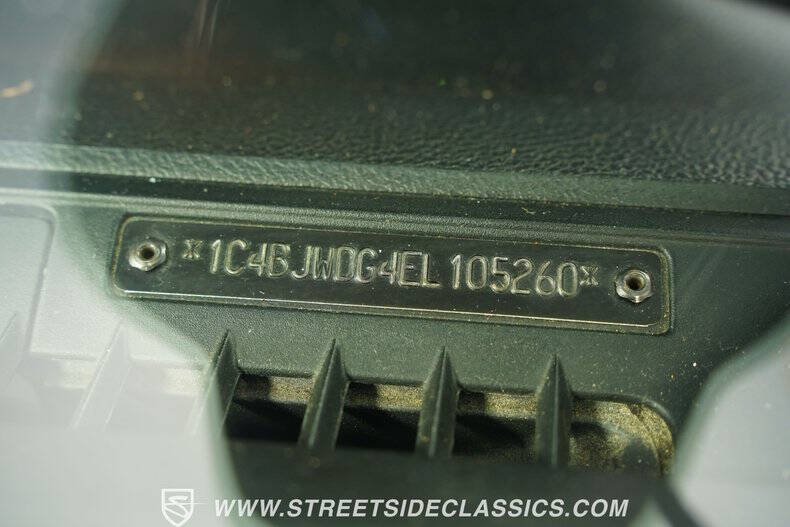 *1C4BJWDG4EL105260*
WWW.STREETSIDECLASSICS.COM